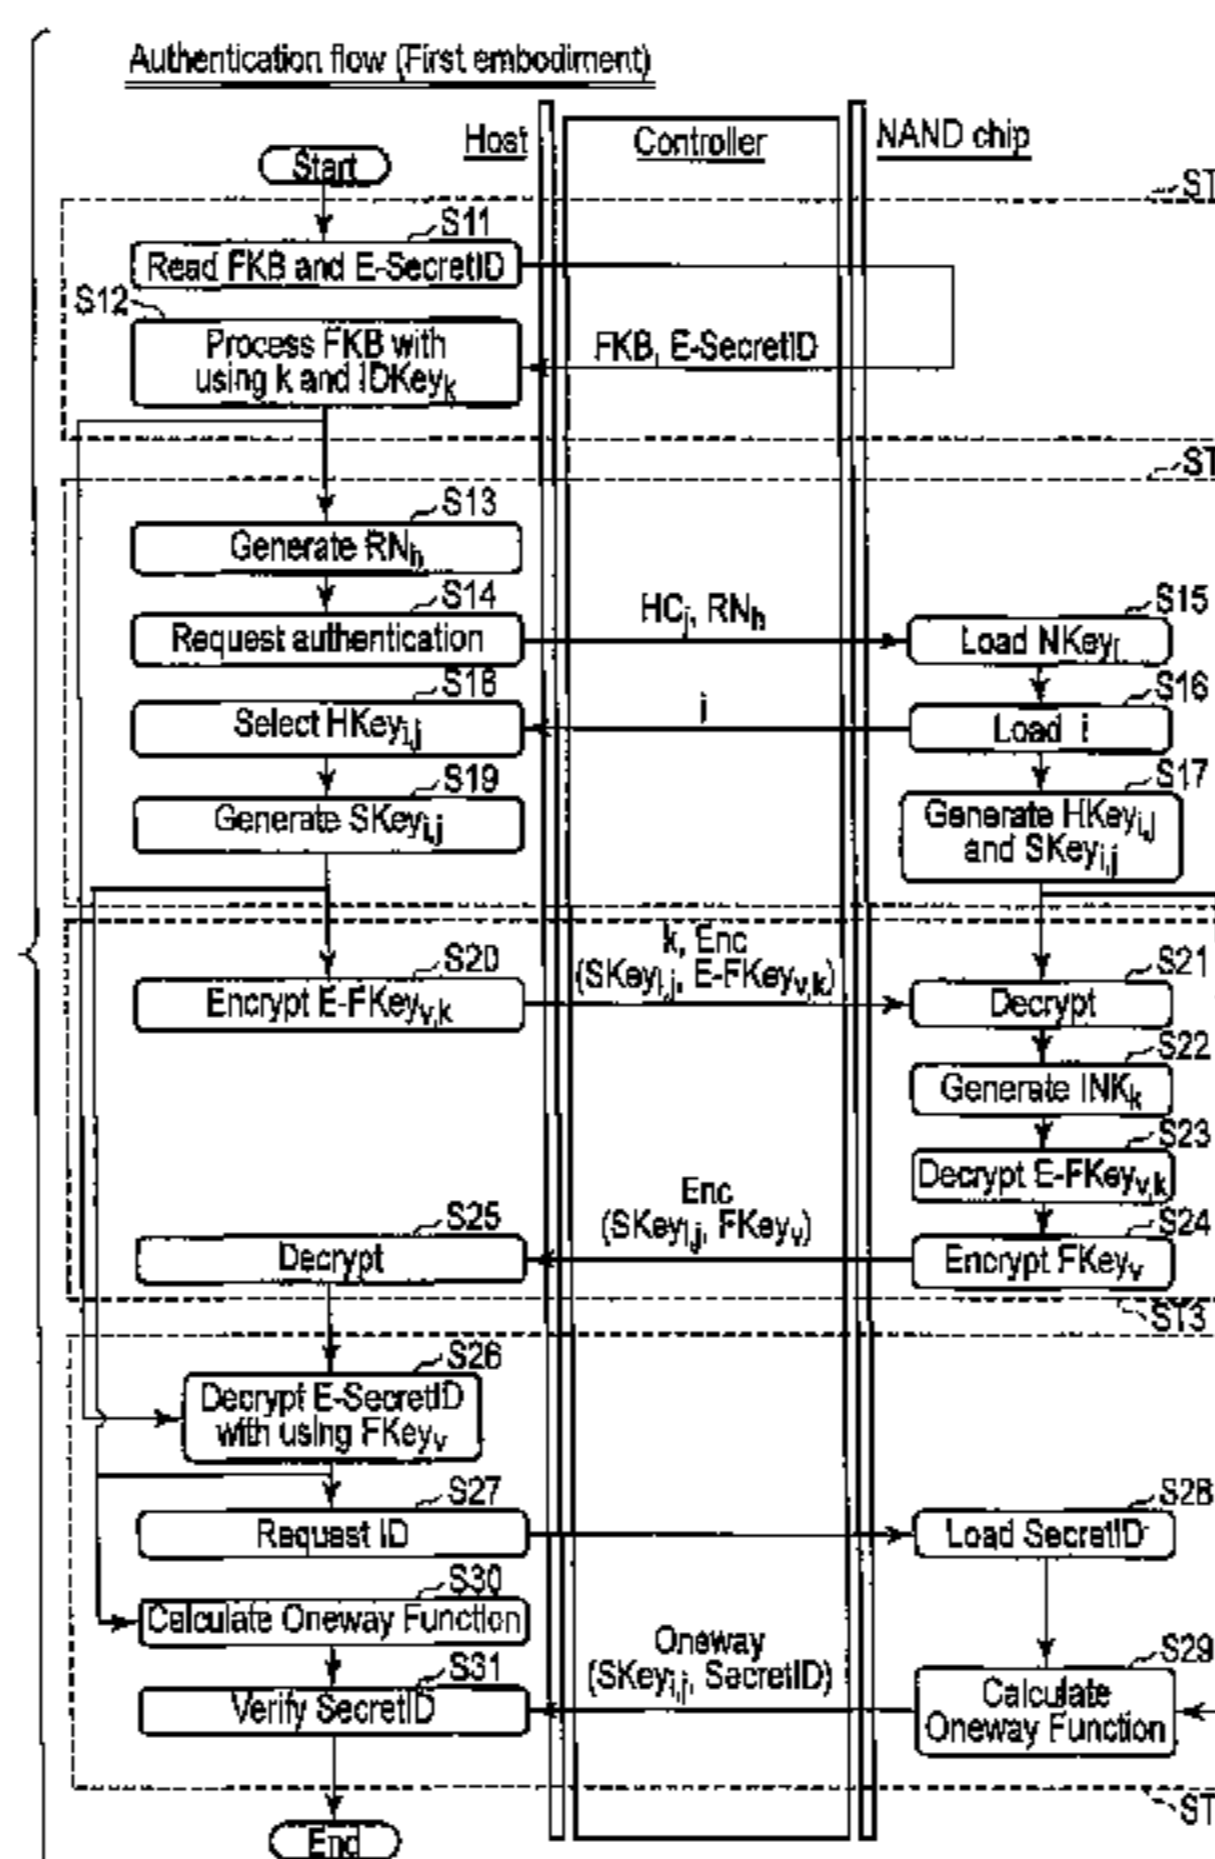 Authentication flow (First embodiment)
Host
Controller
NAND chip
Start
ST
S11
Read FKB and E-SecretID
S12
Process FKB with
using k and IDKeyk
FKB, E-SecretID
ST
S13
Generate RNh
S14
Request authentication
HCj, RNh
S15
Load NKeyi
S18
Select HKeyi,j
i
S16
Load i
S19
Generate SKeyi,j
S17
Generate HKeyi,j
and SKeyi,j
S20
Encrypt E-FKeyv,k
k, Enc
(SKeyi,j, E-FKeyv,k)
S21
Decrypt
S22
Generate INKk
S23
Decrypt E-FKeyv,k
S25
Decrypt
Enc
(SKeyi,j, FKeyv)
S24
Encrypt FKeyv
ST3
S26
Decrypt E-SecretID
with using FKeyv
S27
Request ID
S28
Load SecretID
S30
Calculate Oneway Function
S31
Verify SecretID
Oneway
(SKeyi,j, SecretID)
S29
Calculate
Oneway Function
ST
End